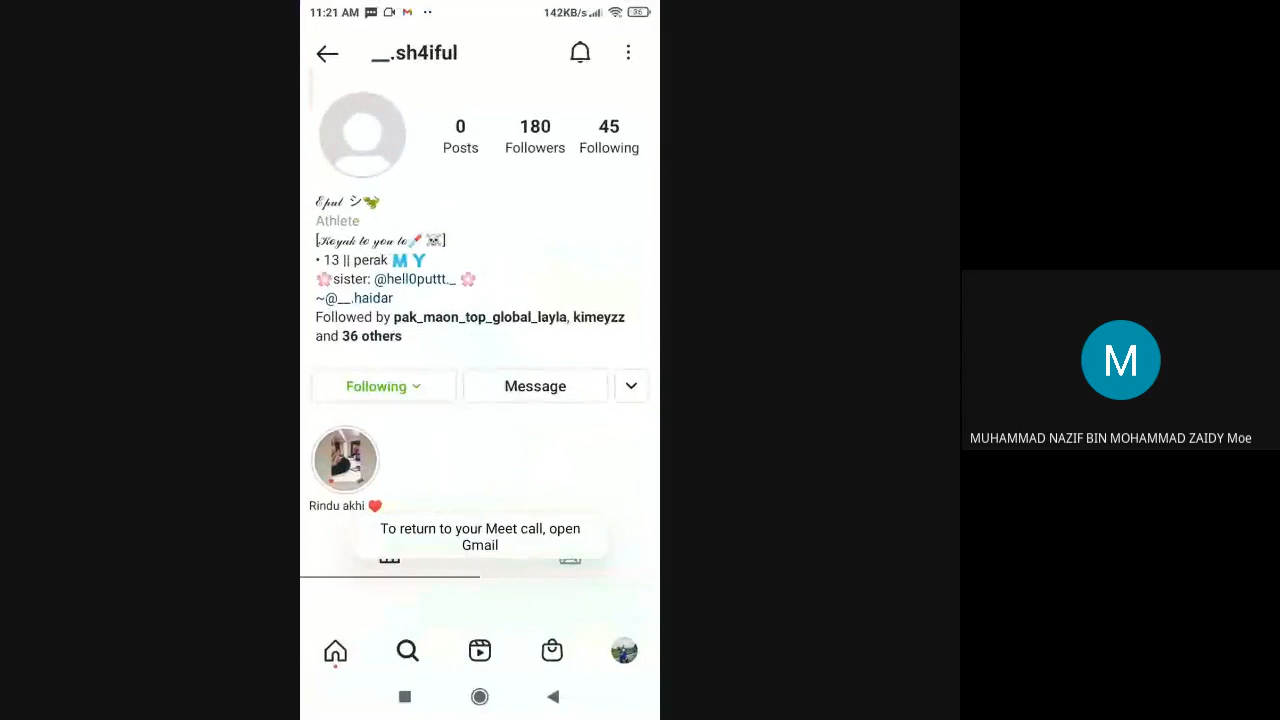 11:21 AM 142KB/s 36
__.sh4iful
0 180 45
Posts Followers Following
𝓔𝓹𝓾𝓵 シ
Athlete
[𝓚𝓸𝔂𝓪𝓴 𝓽𝓸 𝔂𝓸𝓾 𝓽𝓸💉☠️]
• 13 || perak 🇲 🇾
🌸sister: @hell0puttt._ 🌸
~@__.haidar
Followed by pak_maon_top_global_layla, kimeyzz
and 36 others
Following Message
Rindu akhi ❤️
To return to your Meet call, open
Gmail
M
MUHAMMAD NAZIF BIN MOHAMMAD ZAIDY Moe